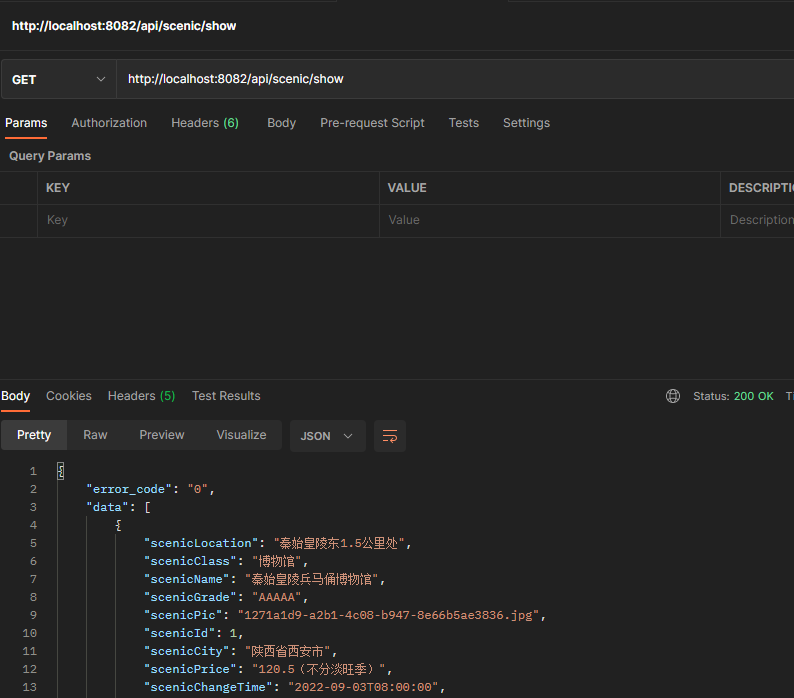 http://localhost:8082/api/scenic/show
GET http://localhost:8082/api/scenic/show
Params Authorization Headers (6) Body Pre-request Script Tests Settings
Query Params
KEY VALUE DESCRIPTI
Key Value Description
Body Cookies Headers (5) Test Results Status: 200 OK
Pretty Raw Preview Visualize JSON
1 {
2 "error_code": "0",
3 "data": [
4 {
5 "scenicLocation": "秦始皇陵东1.5公里处",
6 "scenicClass": "博物馆",
7 "scenicName": "秦始皇陵兵马俑博物馆",
8 "scenicGrade": "AAAAA",
9 "scenicPic": "1271a1d9-a2b1-4c08-b947-8e66b5ae3836.jpg",
10 "scenicId": 1,
11 "scenicCity": "陕西省西安市",
12 "scenicPrice": "120.5（不分淡旺季）",
13 "scenicChangeTime": "2022-09-03T08:00:00",